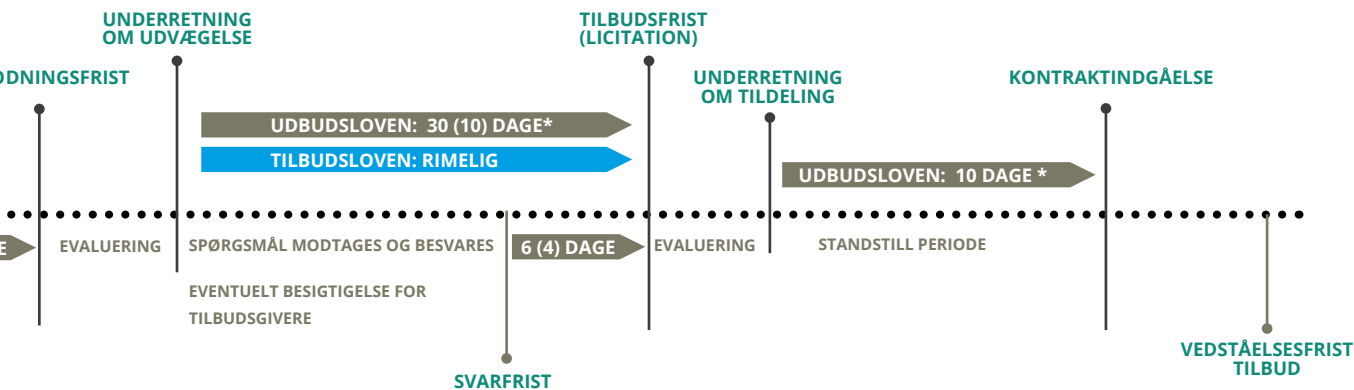 UNDERRETNING
OM UDVÆGELSE
TILBUDSFRIST
(LICITATION)
ODNINGSFRIST
UNDERRETNING
OM TILDELING
KONTRAKTINDGÅELSE
UDBUDSLOVEN: 30 (10) DAGE*
TILBUDSLOVEN: RIMELIG
UDBUDSLOVEN: 10 DAGE *
E
EVALUERING
SPØRGSMÅL MODTAGES OG BESVARES
6 (4) DAGE
EVALUERING
STANDSTILL PERIODE
EVENTUELT BESIGTIGELSE FOR
TILBUDSGIVERE
VEDSTÅELSESFRIST
TILBUD
SVARFRIST